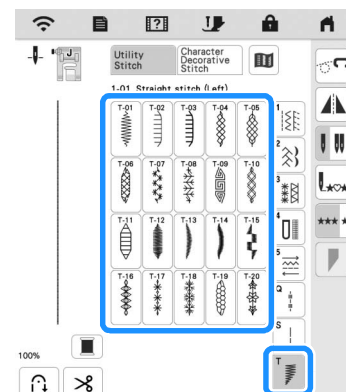 ?
J
Utility Stitch
Character Decorative Stitch
1-01 Straight stitch (Left)
T-01 T-02 T-03 T-04 T-05
1
2
T-06 T-07 T-08 T-09 T-10
3
T-11 T-12 T-13 T-14 T-15
4
5
T-16 T-17 T-18 T-19 T-20
Q
S
T
100%